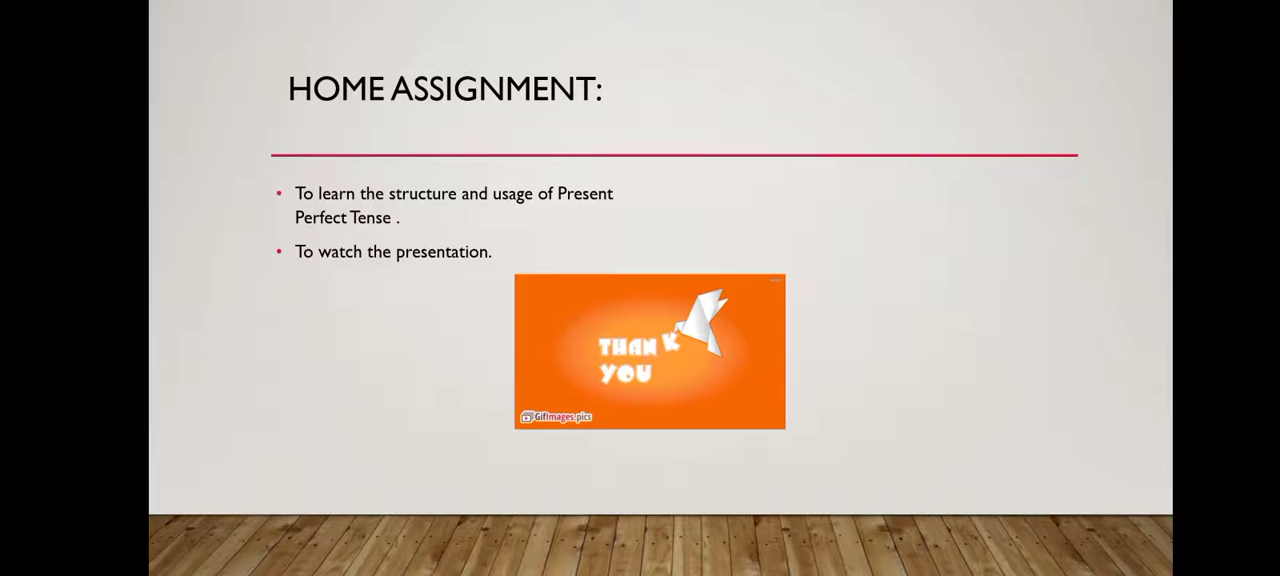 HOME ASSIGNMENT:
• To learn the structure and usage of Present
Perfect Tense .
• To watch the presentation.
THANK
YOU
GifImages.pics